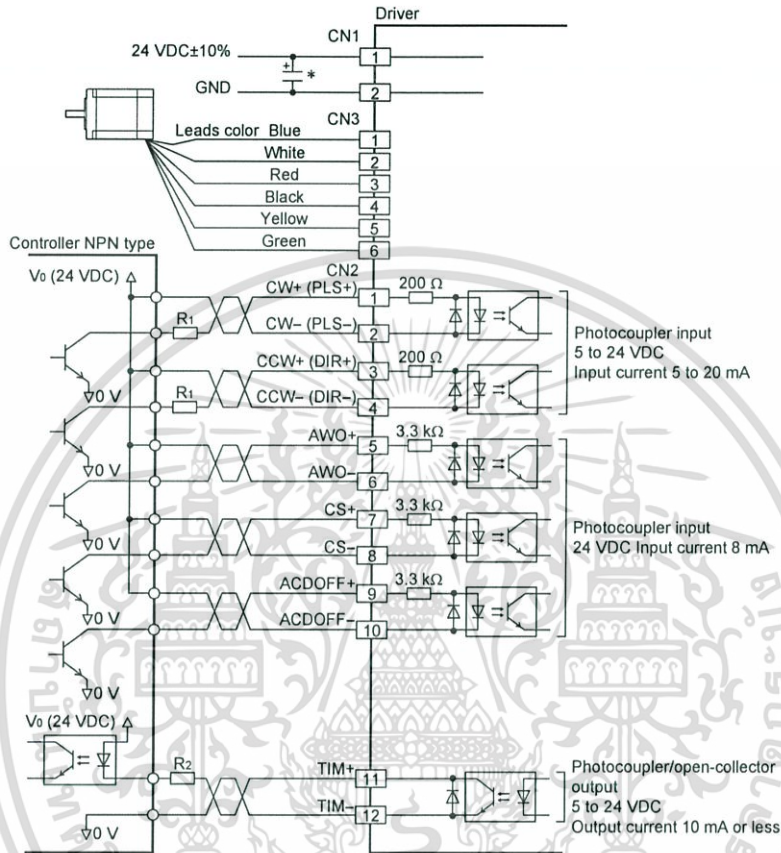 Driver
CN1
24 VDC±10%
1
+
*
GND
2
CN3
Leads color Blue
1
White
2
Red
3
Black
4
Yellow
5
Green
6
Controller NPN type
CN2
V0 (24 VDC)
CW+ (PLS+)
1
200 Ω
R1
CW– (PLS–)
2
Photocoupler input
5 to 24 VDC
Input current 5 to 20 mA
CCW+ (DIR+)
3
200 Ω
0 V
R1
CCW– (DIR–)
4
AWO+
5
3.3 kΩ
0 V
AWO–
6
CS+
7
3.3 kΩ
Photocoupler input
24 VDC Input current 8 mA
0 V
CS–
8
ACDOFF+
9
3.3 kΩ
0 V
ACDOFF–
10
0 V
V0 (24 VDC)
R2
TIM+
11
Photocoupler/open-collector
output
5 to 24 VDC
Output current 10 mA or less
TIM–
12
0 V